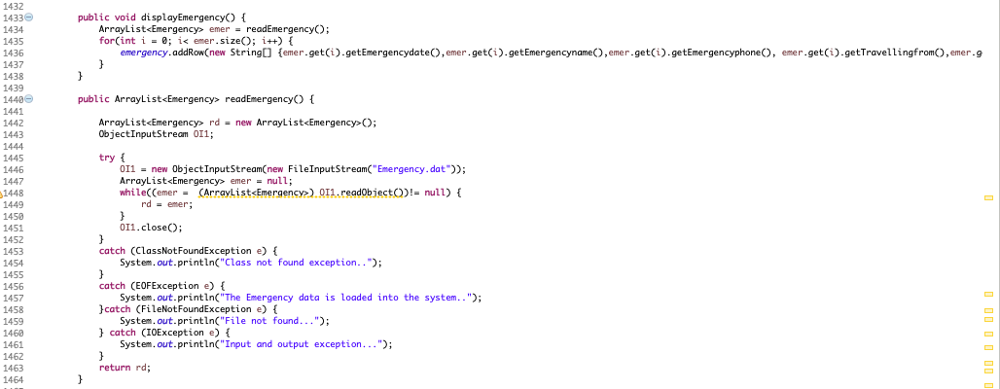 1432
1433 public void displayEmergency() {
1434 ArrayList<Emergency> emer = readEmergency();
1435 for(int i = 0; i< emer.size(); i++) {
1436 emergency.addRow(new String[] {emer.get(i).getEmergencydate(),emer.get(i).getEmergencyname(),emer.get(i).getEmergencyphone(), emer.get(i).getTravellingfrom(),emer.g
1437 }
1438 }
1439
1440 public ArrayList<Emergency> readEmergency() {
1441
1442 ArrayList<Emergency> rd = new ArrayList<Emergency>();
1443 ObjectInputStream OI1;
1444
1445 try {
1446 OI1 = new ObjectInputStream(new FileInputStream("Emergency.dat"));
1447 ArrayList<Emergency> emer = null;
1448 while((emer =  (ArrayList<Emergency>) OI1.readObject())!= null) {
1449 rd = emer;
1450 }
1451 OI1.close();
1452 }
1453 catch (ClassNotFoundException e) {
1454 System.out.println("Class not found exception..");
1455 }
1456 catch (EOFException e) {
1457 System.out.println("The Emergency data is loaded into the system..");
1458 }catch (FileNotFoundException e) {
1459 System.out.println("File not found...");
1460 } catch (IOException e) {
1461 System.out.println("Input and output exception...");
1462 }
1463 return rd;
1464 }